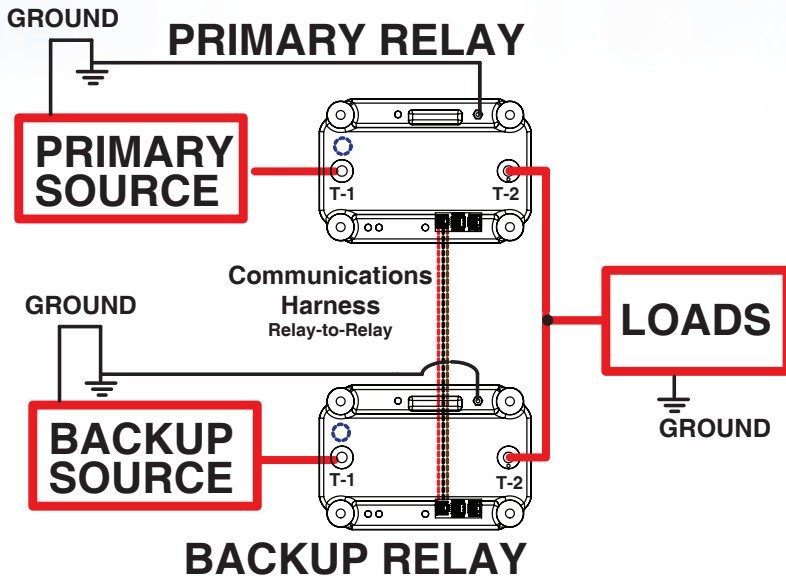 GROUND
PRIMARY RELAY
PRIMARY
SOURCE
T-1
T-2
Communications
Harness
Relay-to-Relay
GROUND
LOADS
GROUND
BACKUP
SOURCE
T-1
T-2
BACKUP RELAY